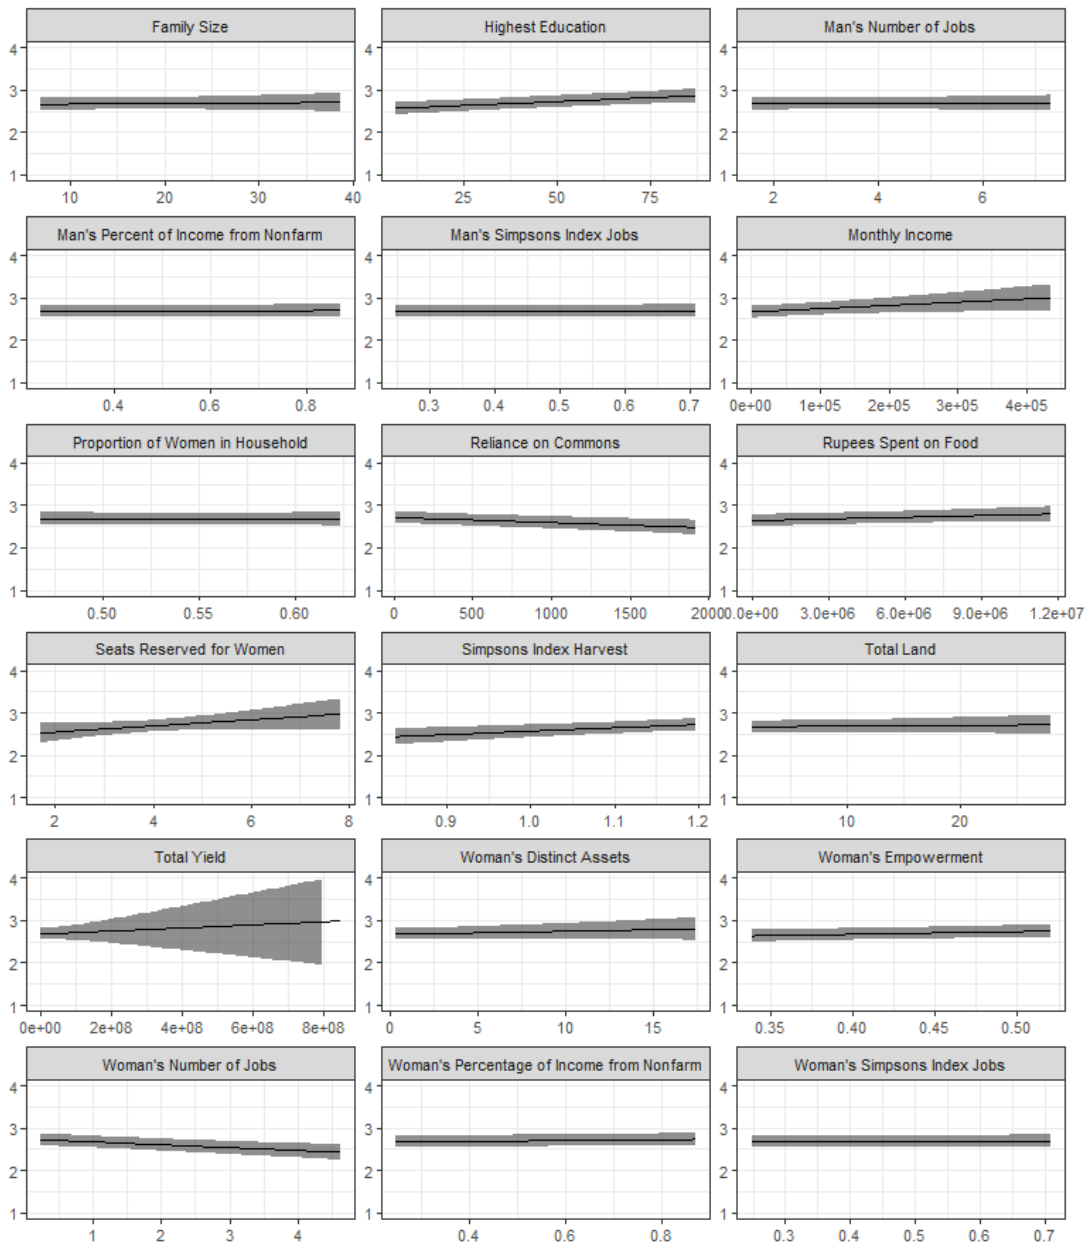 Family Size Highest Education Man's Number of Jobs
4 4 4
3 3 3
2 2 2
1 1 1
10 20 30 40 25 50 75 2 4 6
Man's Percent of Income from Nonfarm Man's Simpsons Index Jobs Monthly Income
4 4 4
3 3 3
2 2 2
1 1 1
0.4 0.6 0.8 0.3 0.4 0.5 0.6 0.7 0e+00 1e+05 2e+05 3e+05 4e+05
Proportion of Women in Household Reliance on Commons Rupees Spent on Food
4 4 4
3 3 3
2 2 2
1 1 1
0.50 0.55 0.60 0 500 1000 1500 2000 0.0e+00 3.0e+06 6.0e+06 9.0e+06 1.2e+07
Seats Reserved for Women Simpsons Index Harvest Total Land
4 4 4
3 3 3
2 2 2
1 1 1
2 4 6 8 0.9 1.0 1.1 1.2 10 20
Total Yield Woman's Distinct Assets Woman's Empowerment
4 4 4
3 3 3
2 2 2
1 1 1
0e+00 2e+08 4e+08 6e+08 8e+08 0 5 10 15 0.35 0.40 0.45 0.50
Woman's Number of Jobs Woman's Percentage of Income from Nonfarm Woman's Simpsons Index Jobs
4 4 4
3 3 3
2 2 2
1 1 1
1 2 3 4 0.4 0.6 0.8 0.3 0.4 0.5 0.6 0.7